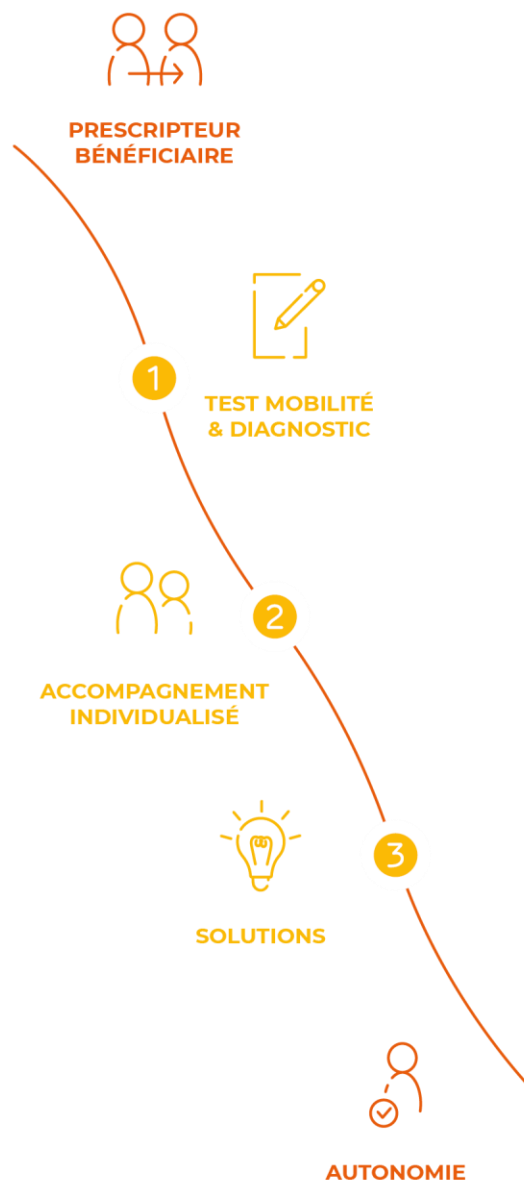 PRESCRIPTEUR
BÉNÉFICIAIRE
1
TEST MOBILITÉ
& DIAGNOSTIC
2
ACCOMPAGNEMENT
INDIVIDUALISÉ
3
SOLUTIONS
AUTONOMIE